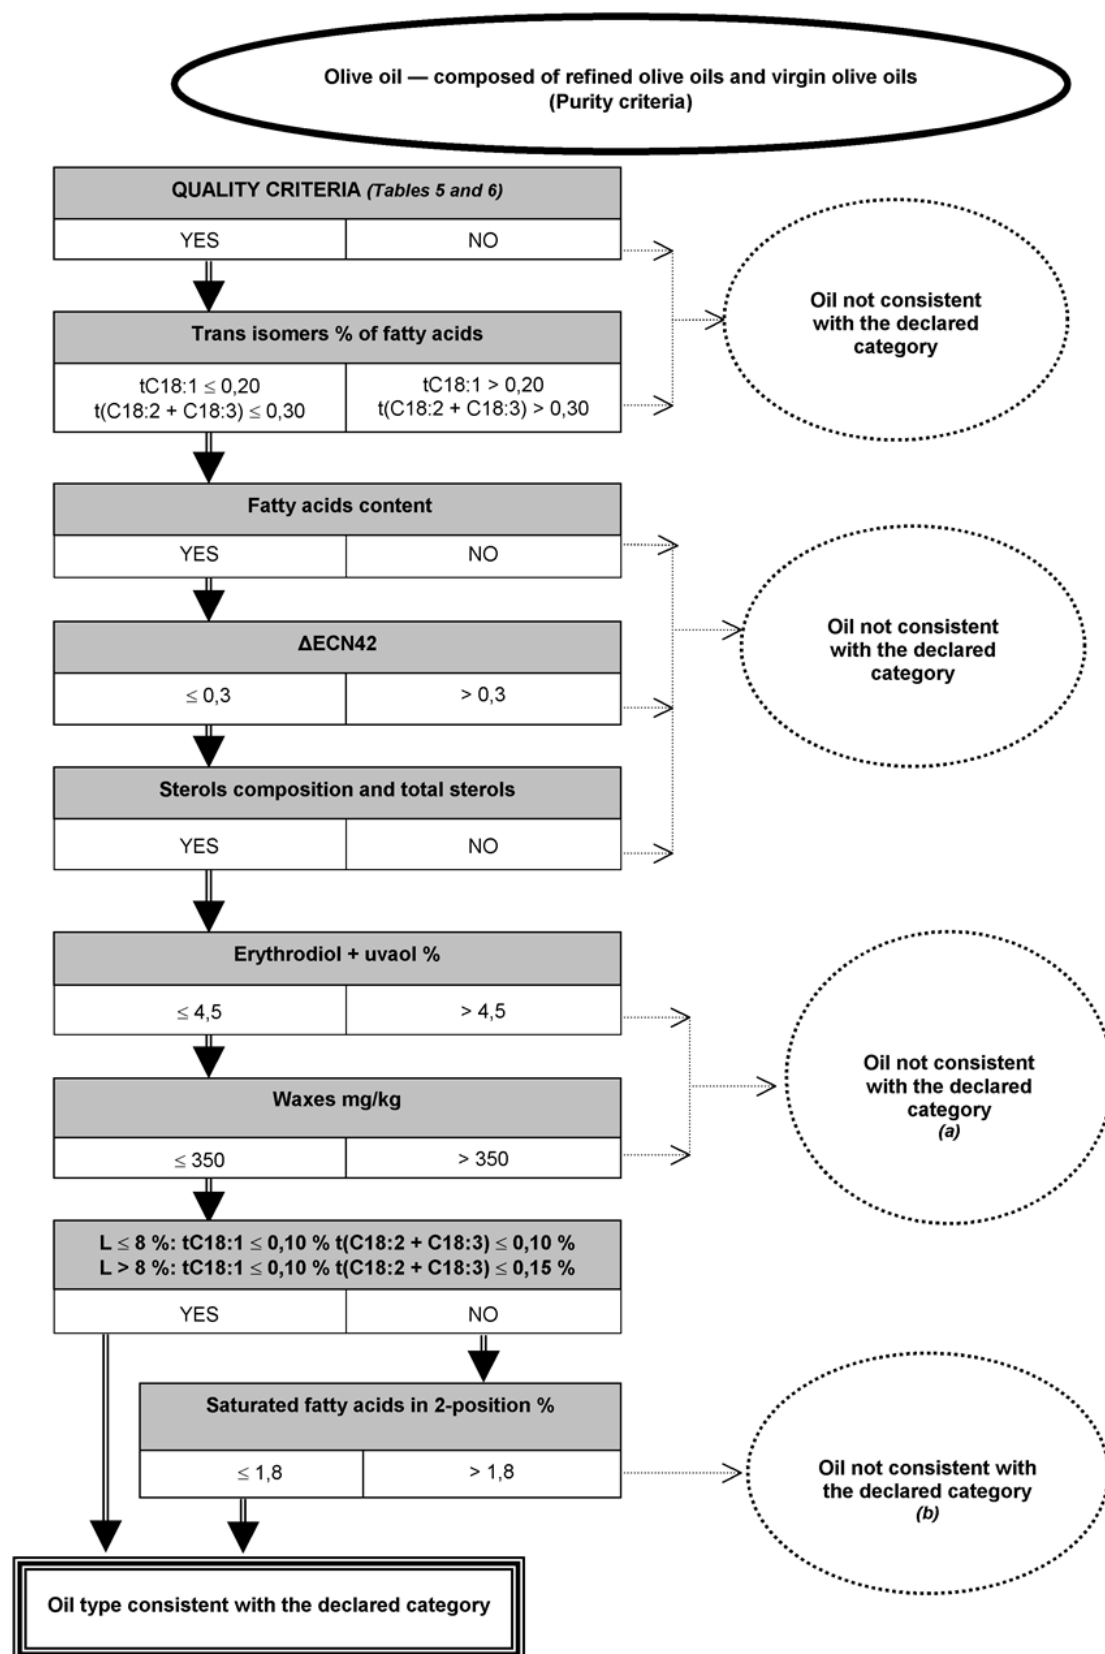 Olive oil — composed of refined olive oils and virgin olive oils
(Purity criteria)
QUALITY CRITERIA (Tables 5 and 6)
YES NO
Oil not consistent
with the declared
category
Trans isomers % of fatty acids
tC18:1 ≤ 0,20 tC18:1 > 0,20
t(C18:2 + C18:3) ≤ 0,30 t(C18:2 + C18:3) > 0,30
Fatty acids content
YES NO
Oil not consistent
with the declared
category
ΔECN42
≤ 0,3 > 0,3
Sterols composition and total sterols
YES NO
Erythrodiol + uvaol %
≤ 4,5 > 4,5
Oil not consistent
with the declared
category
(a)
Waxes mg/kg
≤ 350 > 350
L ≤ 8 %: tC18:1 ≤ 0,10 % t(C18:2 + C18:3) ≤ 0,10 %
L > 8 %: tC18:1 ≤ 0,10 % t(C18:2 + C18:3) ≤ 0,15 %
YES NO
Saturated fatty acids in 2-position %
≤ 1,8 > 1,8
Oil not consistent with
the declared category
(b)
Oil type consistent with the declared category